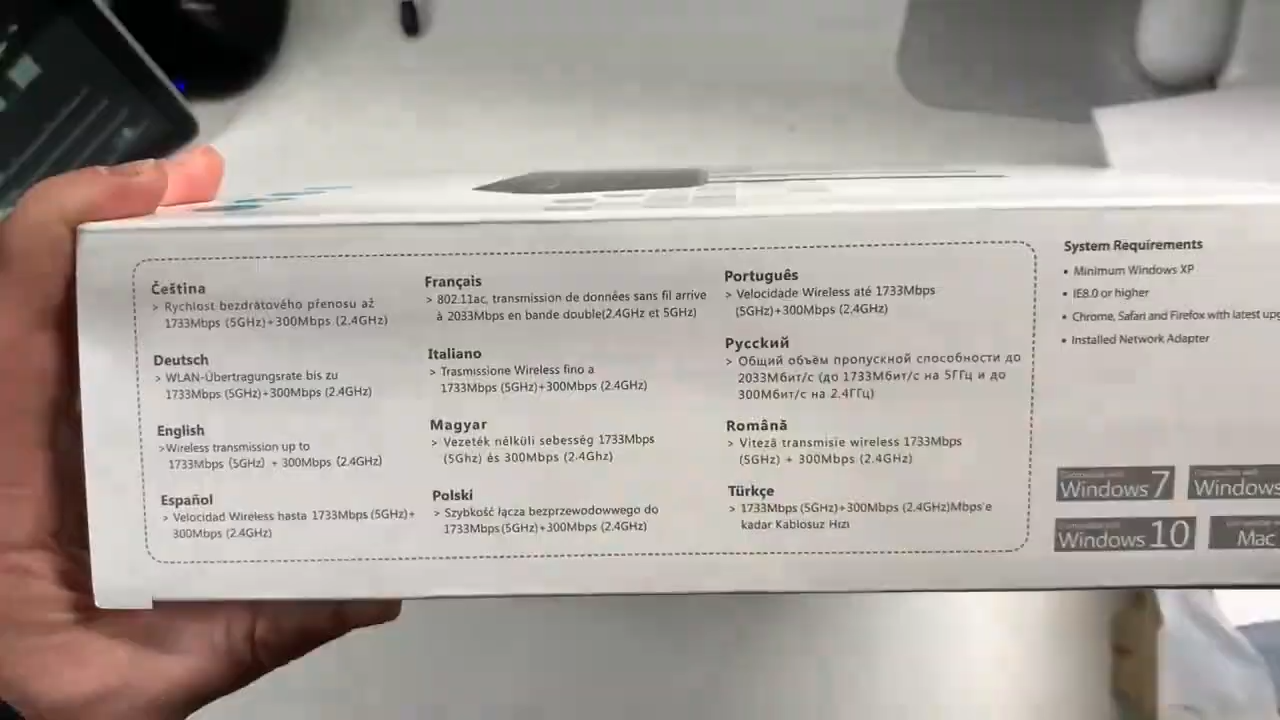 Čeština
> Rychlost bezdrátového přenosu až
1733Mbps (5GHz)+300Mbps (2.4GHz)
Deutsch
> WLAN-Übertragungsrate bis zu
1733Mbps (5GHz)+300Mbps (2.4GHz)
English
>Wireless transmission up to
1733Mbps (5GHz) + 300Mbps (2.4GHz)
Español
> Velocidad Wireless hasta 1733Mbps (5GHz)+
300Mbps (2.4GHz)
Français
> 802.11ac, transmission de données sans fil arrive
à 2033Mbps en bande double(2.4GHz et 5GHz)
Italiano
> Trasmissione Wireless fino a
1733Mbps (5GHz)+300Mbps (2.4GHz)
Magyar
> Vezeték nélküli sebesség 1733Mbps
(5Ghz) és 300Mbps (2.4Ghz)
Polski
> Szybkość łącza bezprzewodowwego do
1733Mbps(5GHz)+300Mbps (2.4GHz)
Português
> Velocidade Wireless até 1733Mbps
(5GHz)+300Mbps (2.4GHz)
Русский
> Общий объём пропускной способности до
2033Мбит/с (до 1733Мбит/с на 5ГГц и до
300Мбит/с на 2.4ГГц)
Română
> Viteză transmisie wireless 1733Mbps
(5GHz) + 300Mbps (2.4GHz)
Türkçe
> 1733Mbps (5GHz)+300Mbps (2.4GHz)Mbps'e
kadar Kablosuz Hızı
System Requirements
• Minimum Windows XP
• IE8.0 or higher
• Chrome, Safari and Firefox with latest upg
• Installed Network Adapter
Windows 7
Windows
Windows 10
Mac